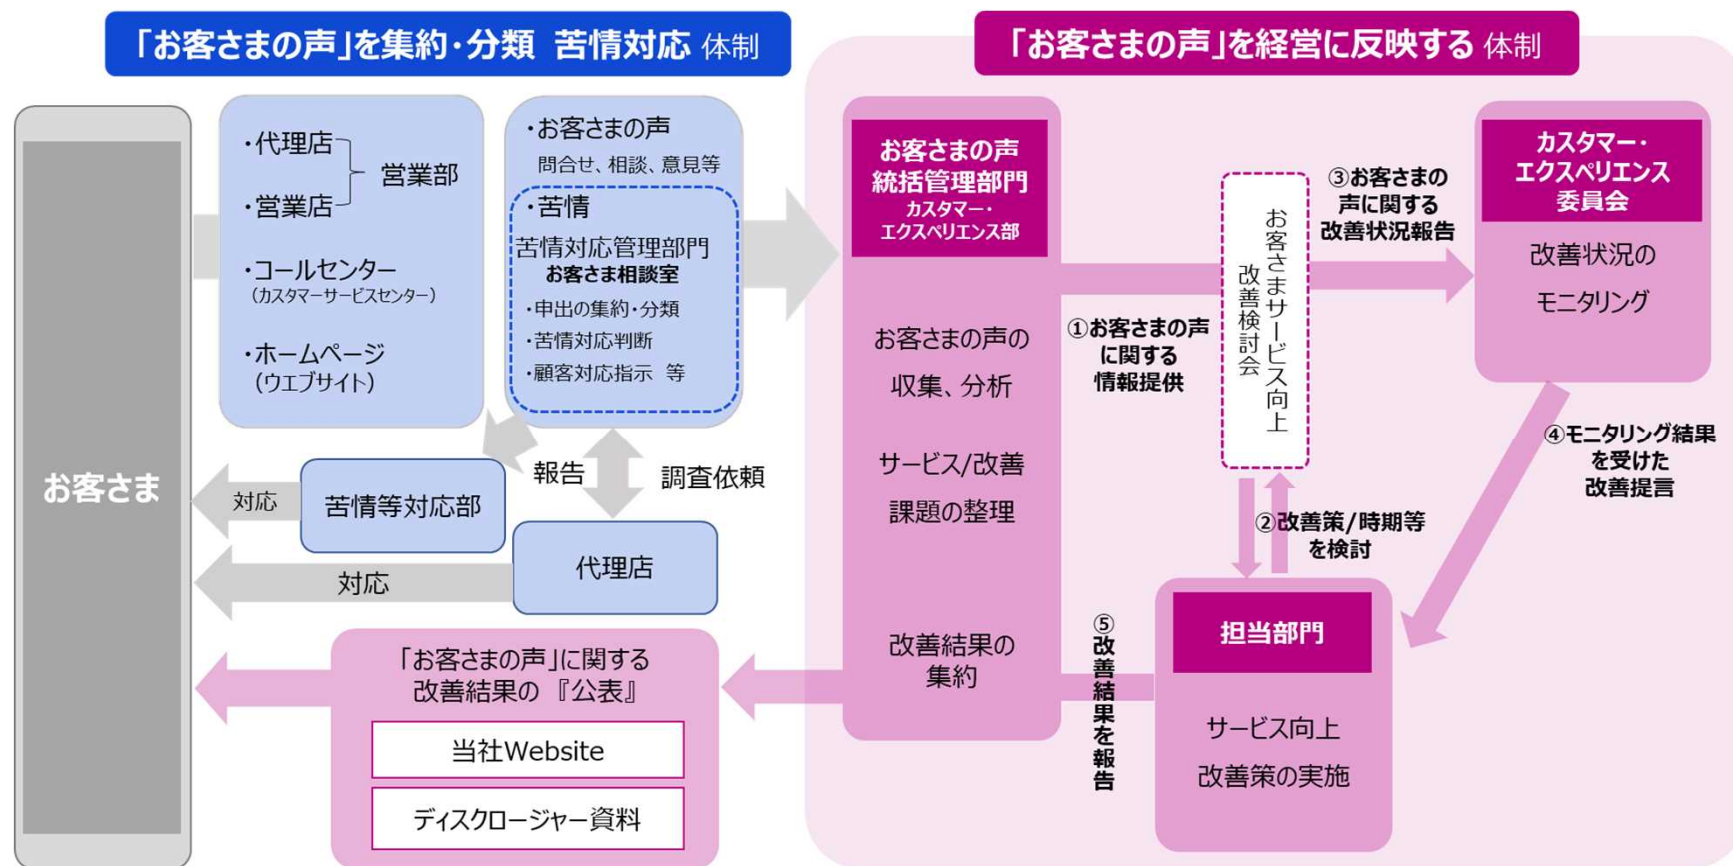 「お客さまの声」を集約・分類 苦情対応 体制
「お客さまの声」を経営に反映する 体制
お客さま
・代理店
・営業店
営業部
・コールセンター
（カスタマーサービスセンター）
・ホームページ
（ウエブサイト）
・お客さまの声
問合せ、相談、意見等
・苦情
苦情対応管理部門
お客さま相談室
・申出の集約・分類
・苦情対応判断
・顧客対応指示 等
報告
調査依頼
対応
苦情等対応部
対応
代理店
「お客さまの声」に関する
改善結果の 『公表』
当社Website
ディスクロージャー資料
お客さまの声
統括管理部門
カスタマー・
エクスペリエンス部
お客さまの声の
収集、分析
サービス/改善
課題の整理
改善結果の
集約
①お客さまの声
に関する
情報提供
お客さまサービス向上
改善検討会
②改善策/時期等
を検討
③お客さまの
声に関する
改善状況報告
カスタマー・
エクスペリエンス
委員会
改善状況の
モニタリング
④モニタリング結果
を受けた
改善提言
担当部門
サービス向上
改善策の実施
⑤改善結果を報告